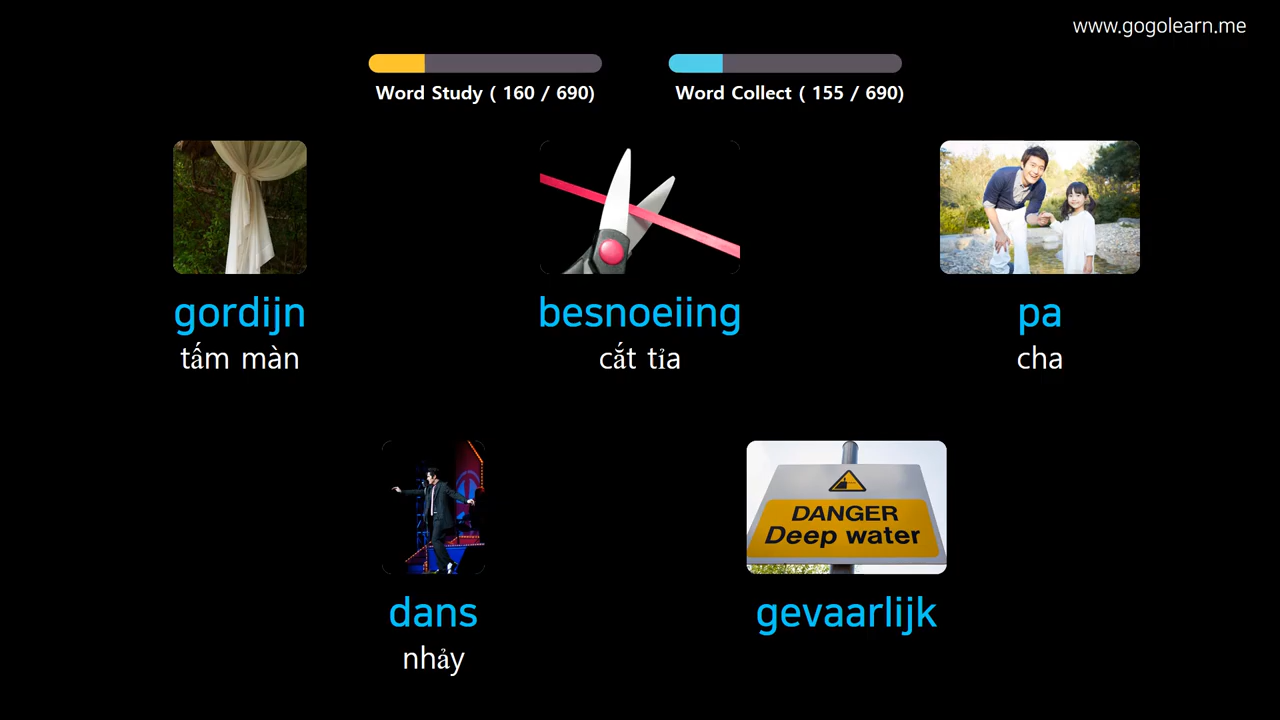 www.gogolearn.me
Word Study ( 160 / 690)
Word Collect ( 155 / 690)
gordijn
tấm màn
besnoeiing
cắt tỉa
pa
cha
DANGER
Deep water
dans
nhảy
gevaarlijk